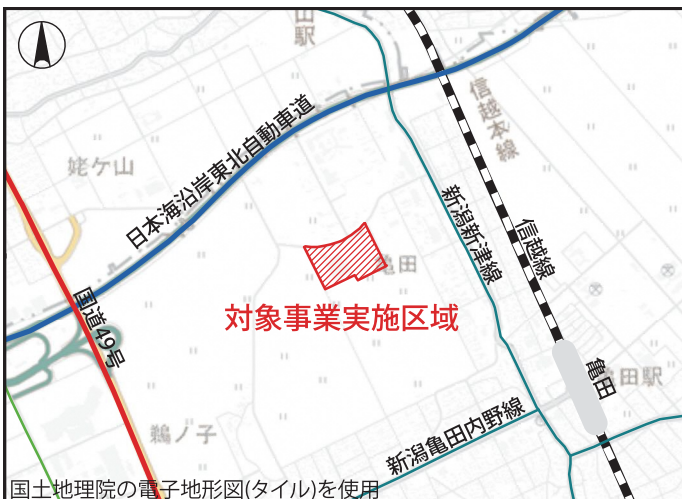 山
駅
信越本線
姥ケ山
日本海沿岸東北自動車道
新潟新津線
信越線
亀田
対象事業実施区域
国道49号
亀田
亀田駅
新潟亀田内野線
鵜ノ子
国土地理院の電子地形図(タイル)を使用